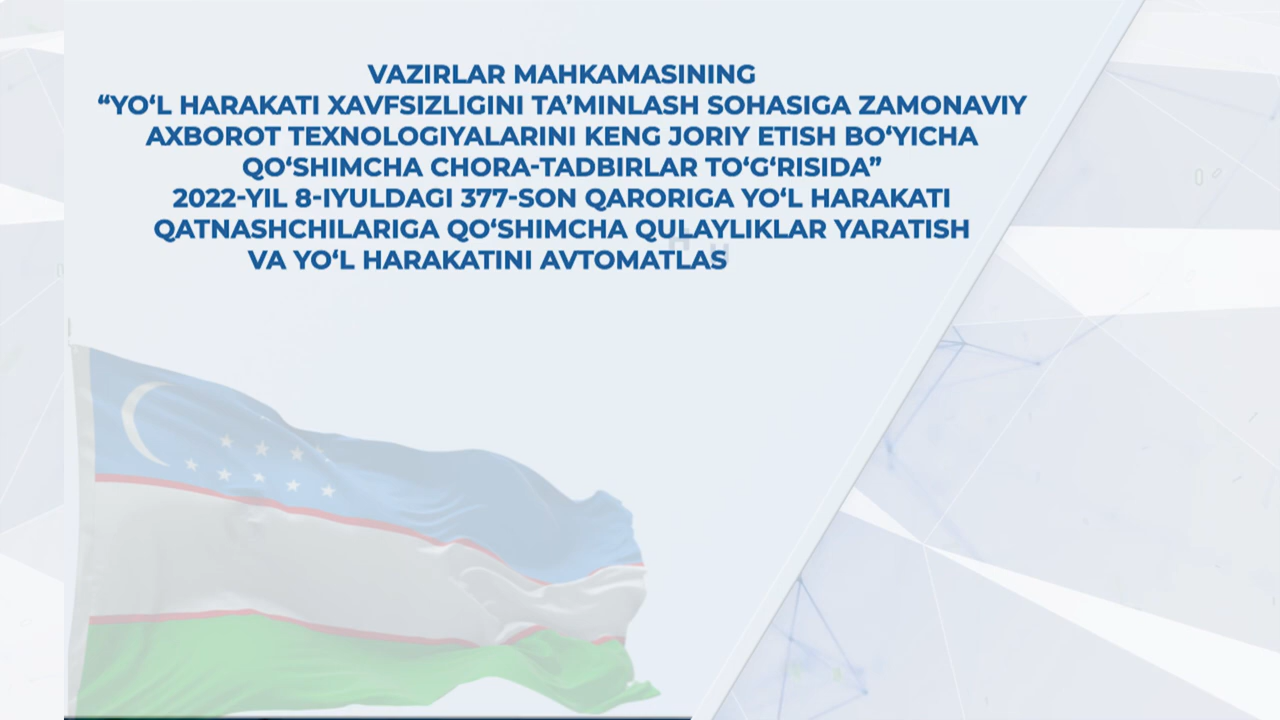 VAZIRLAR MAHKAMASINING
“YO‘L HARAKATI XAVFSIZLIGINI TA’MINLASH SOHASIGA ZAMONAVIY
AXBOROT TEXNOLOGIYALARINI KENG JORIY ETISH BO‘YICHA
QO‘SHIMCHA CHORA-TADBIRLAR TO‘G‘RISIDA”
2022-YIL 8-IYULDAGI 377-SON QARORIGA YO‘L HARAKATI
QATNASHCHILARIGA QO‘SHIMCHA QULAYLIKLAR YARATISH
VA YO‘L HARAKATINI AVTOMATLAS